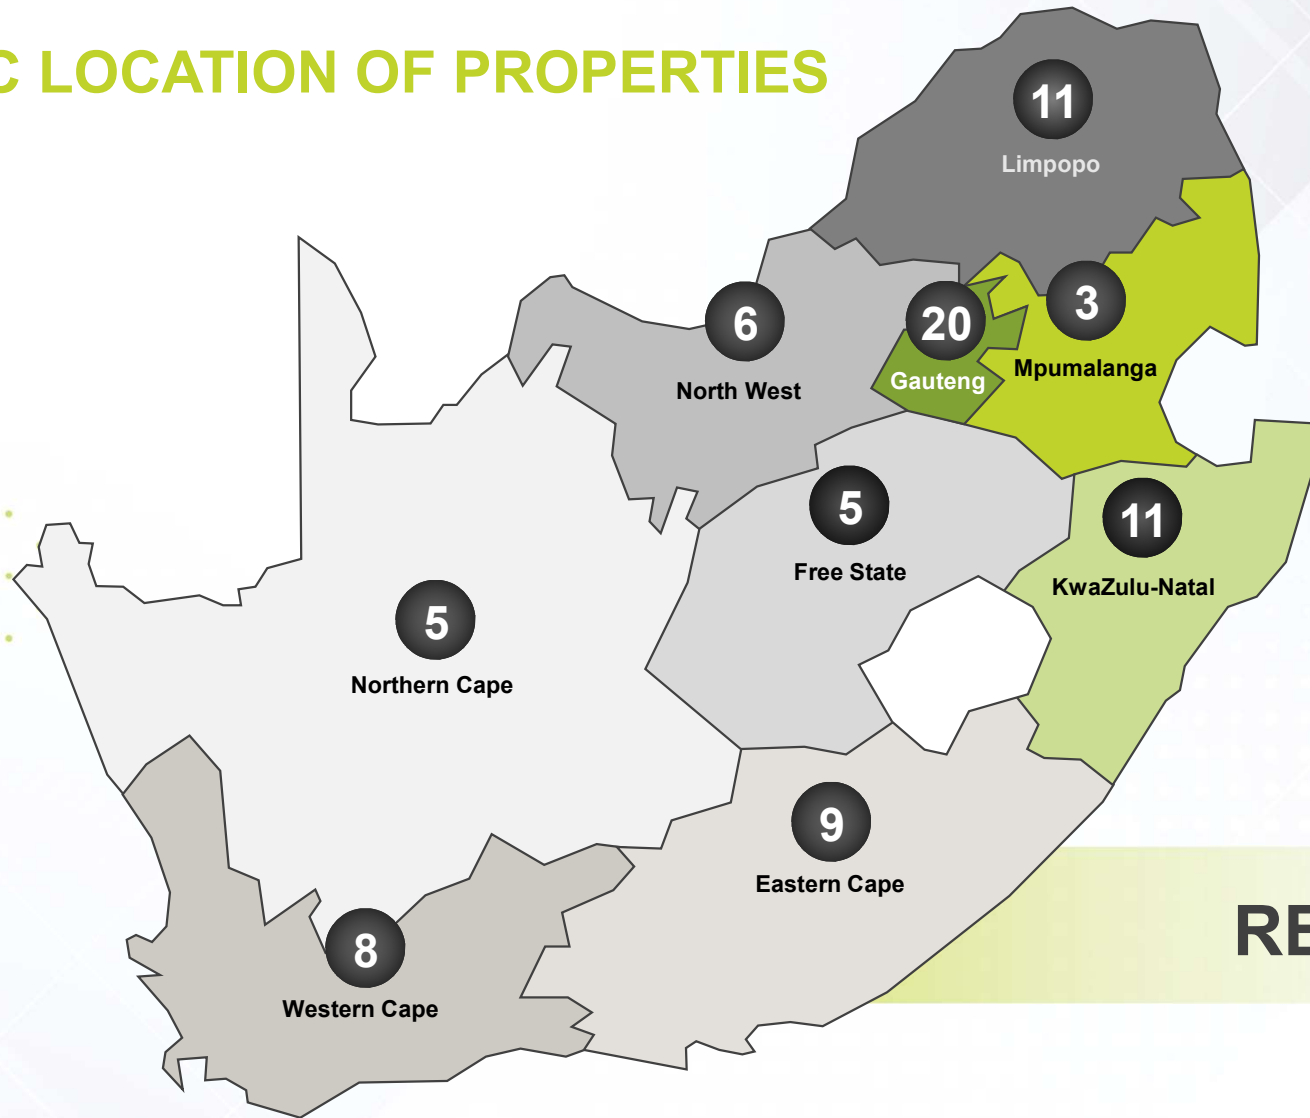 C LOCATION OF PROPERTIES
11
Limpopo
6
North West
20
Gauteng
3
Mpumalanga
5
Free State
11
KwaZulu-Natal
5
Northern Cape
9
Eastern Cape
8
Western Cape
RE